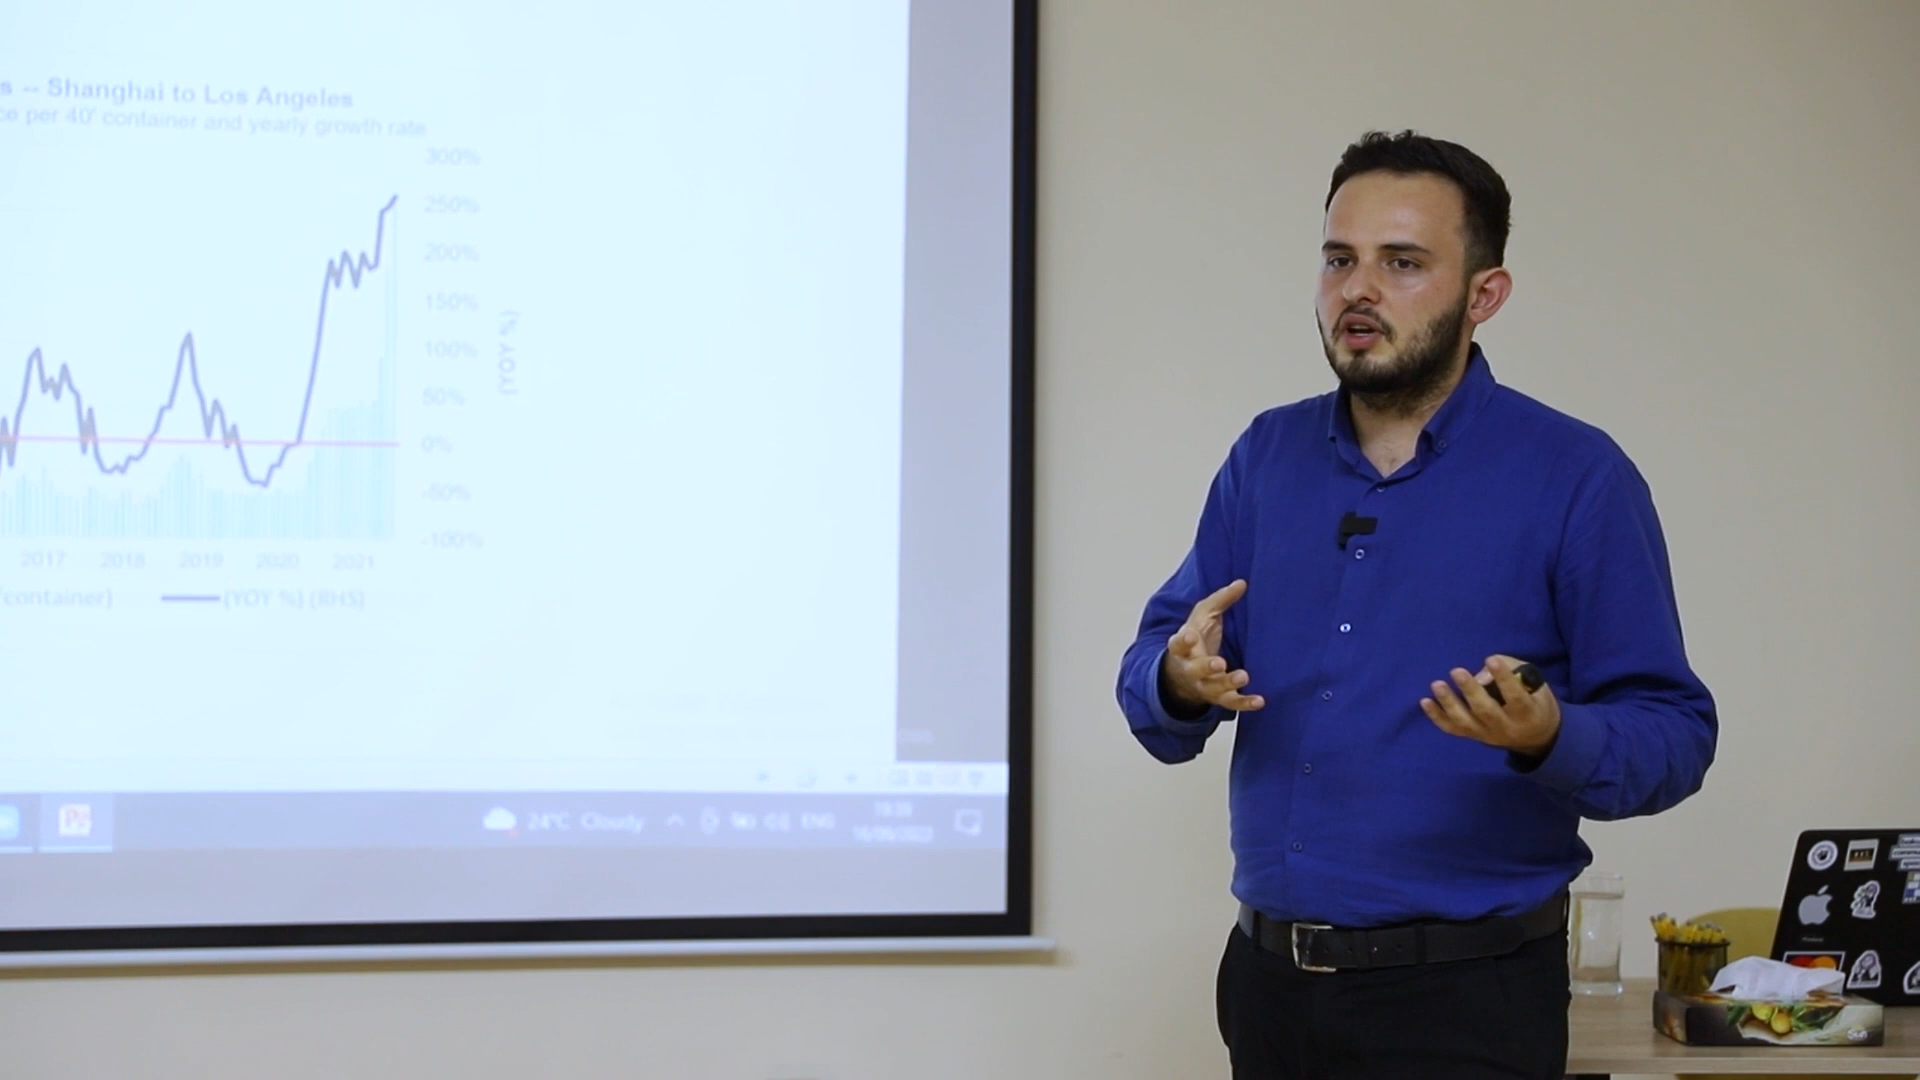 s -- Shanghai to Los Angeles
ce per 40' container and yearly growth rate
300%
250%
200%
150%
100%
50%
0%
-50%
-100%
(YOY %)
2017 2018 2019 2020 2021
/container) (YOY %) (RHS)
24°C Cloudy ENG